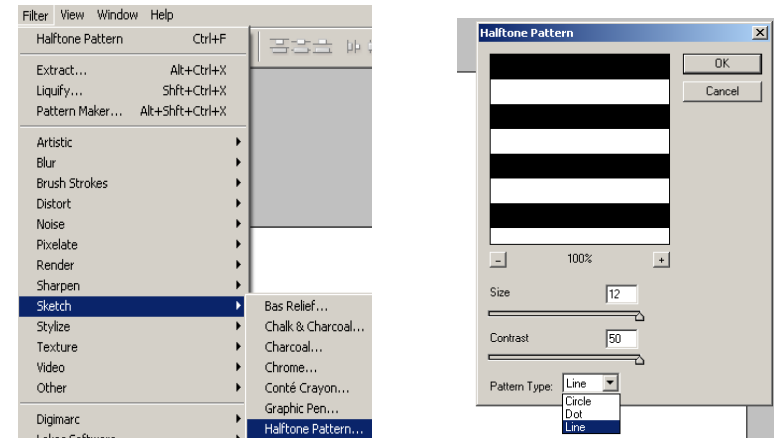 Filter View Window Help
Halftone Pattern Ctrl+F
Extract... Alt+Ctrl+X
Liquify... Shft+Ctrl+X
Pattern Maker... Alt+Shft+Ctrl+X
Artistic
Blur
Brush Strokes
Distort
Noise
Pixelate
Render
Sharpen
Sketch
Stylize
Texture
Video
Other
Digimarc
Bas Relief...
Chalk & Charcoal...
Charcoal...
Chrome...
Conté Crayon...
Graphic Pen...
Halftone Pattern...
Halftone Pattern
OK
Cancel
100%
Size 12
Contrast 50
Pattern Type: Line
Circle
Dot
Line